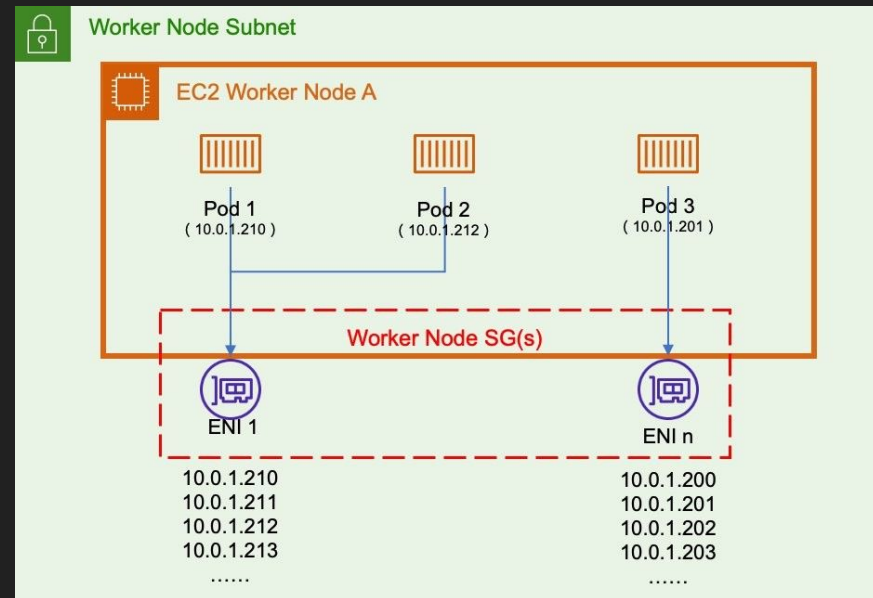 Worker Node Subnet
EC2 Worker Node A
Pod 1
( 10.0.1.210 )
Pod 2
( 10.0.1.212 )
Pod 3
( 10.0.1.201 )
Worker Node SG(s)
ENI 1
ENI n
10.0.1.210
10.0.1.211
10.0.1.212
10.0.1.213
......
10.0.1.200
10.0.1.201
10.0.1.202
10.0.1.203
......